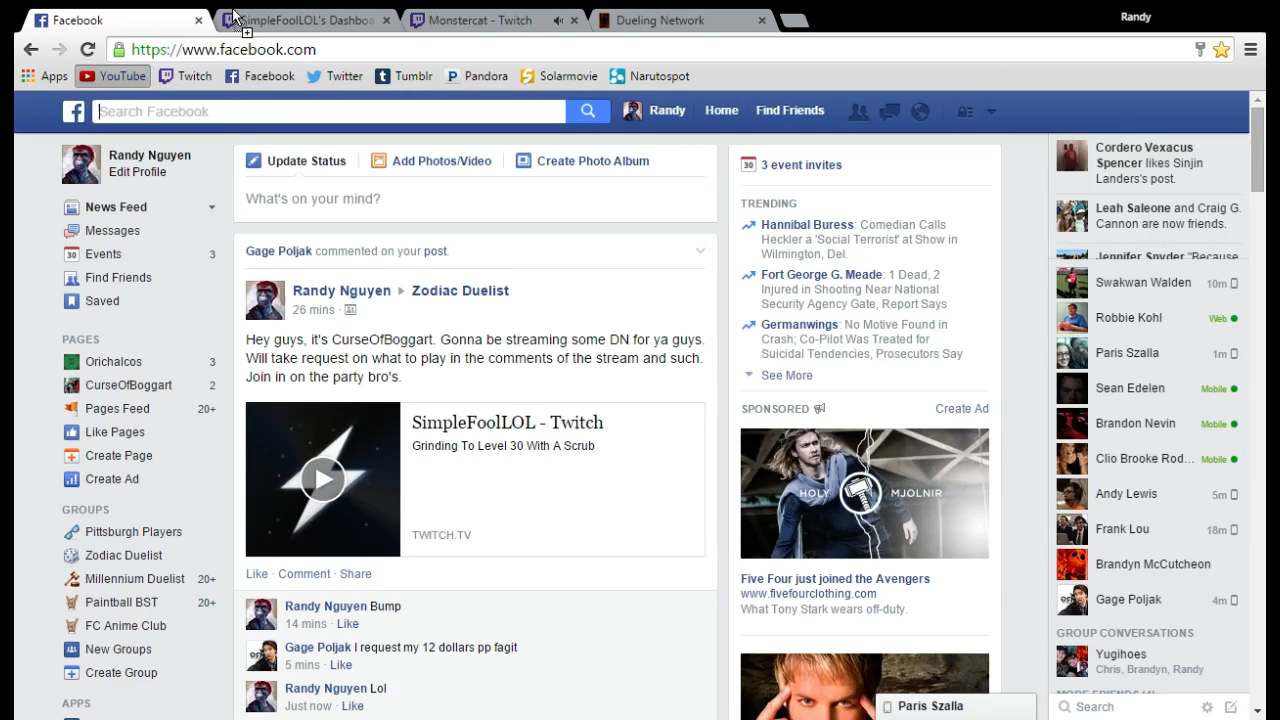 Facebook
SimpleFoolLOL's Dashboa
Monstercat - Twitch
Dueling Network
Randy
https://www.facebook.com
Apps YouTube Twitch Facebook Twitter Tumblr Pandora Solarmovie Narutospot
Search Facebook
Randy Home Find Friends
Randy Nguyen
Edit Profile
News Feed
Messages
Events 3
Find Friends
Saved
PAGES
Orichalcos 3
CurseOfBoggart 2
Pages Feed 20+
Like Pages
Create Page
Create Ad
GROUPS
Pittsburgh Players
Zodiac Duelist
Millennium Duelist 20+
Paintball BST 20+
FC Anime Club
New Groups
Create Group
APPS
Update Status Add Photos/Video Create Photo Album
What's on your mind?
Gage Poljak commented on your post.
Randy Nguyen Zodiac Duelist
26 mins ·
Hey guys, it's CurseOfBoggart. Gonna be streaming some DN for ya guys.
Will take request on what to play in the comments of the stream and such.
Join in on the party bro's.
SimpleFoolLOL - Twitch
Grinding To Level 30 With A Scrub
TWITCH.TV
Like · Comment · Share
Randy Nguyen Bump
14 mins · Like
Gage Poljak I request my 12 dollars pp fagit
5 mins · Like
Randy Nguyen Lol
Just now · Like
30 3 event invites
TRENDING
Hannibal Buress: Comedian Calls
Heckler a 'Social Terrorist' at Show in
Wilmington, Del.
Fort George G. Meade: 1 Dead, 2
Injured in Shooting Near National
Security Agency Gate, Report Says
Germanwings: No Motive Found in
Crash; Co-Pilot Was Treated for
Suicidal Tendencies, Prosecutors Say
See More
SPONSORED Create Ad
HOLY MJOLNIR
Five Four just joined the Avengers
www.fivefourclothing.com
What Tony Stark wears off-duty.
Cordero Vexacus
Spencer likes Sinjin
Landers's post.
Leah Saleone and Craig G.
Cannon are now friends.
Jennifer Snyder "Because
Swakwan Walden 10m
Robbie Kohl Web
Paris Szalla 1m
Sean Edelen Mobile
Brandon Nevin Mobile
Clio Brooke Rod... Mobile
Andy Lewis 5m
Frank Lou 18m
Brandyn McCutcheon
Gage Poljak 4m
GROUP CONVERSATIONS
Yugihoes
Chris, Brandyn, Randy
MORE FRIENDS (4)
Paris Szalla
Search